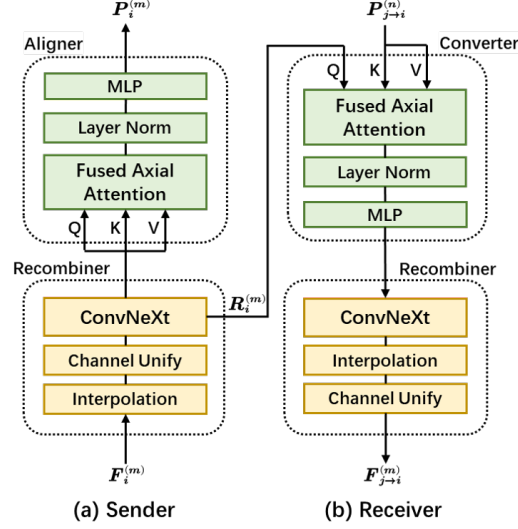 P_i^{(m)}
Aligner
MLP
Layer Norm
Fused Axial
Attention
Q K V
Recombiner
ConvNeXt
R_i^{(m)}
Channel Unify
Interpolation
F_i^{(m)}
(a) Sender
P_{j→i}^{(n)}
Converter
Q K V
Fused Axial
Attention
Layer Norm
MLP
Recombiner
ConvNeXt
Interpolation
Channel Unify
F_{j→i}^{(m)}
(b) Receiver